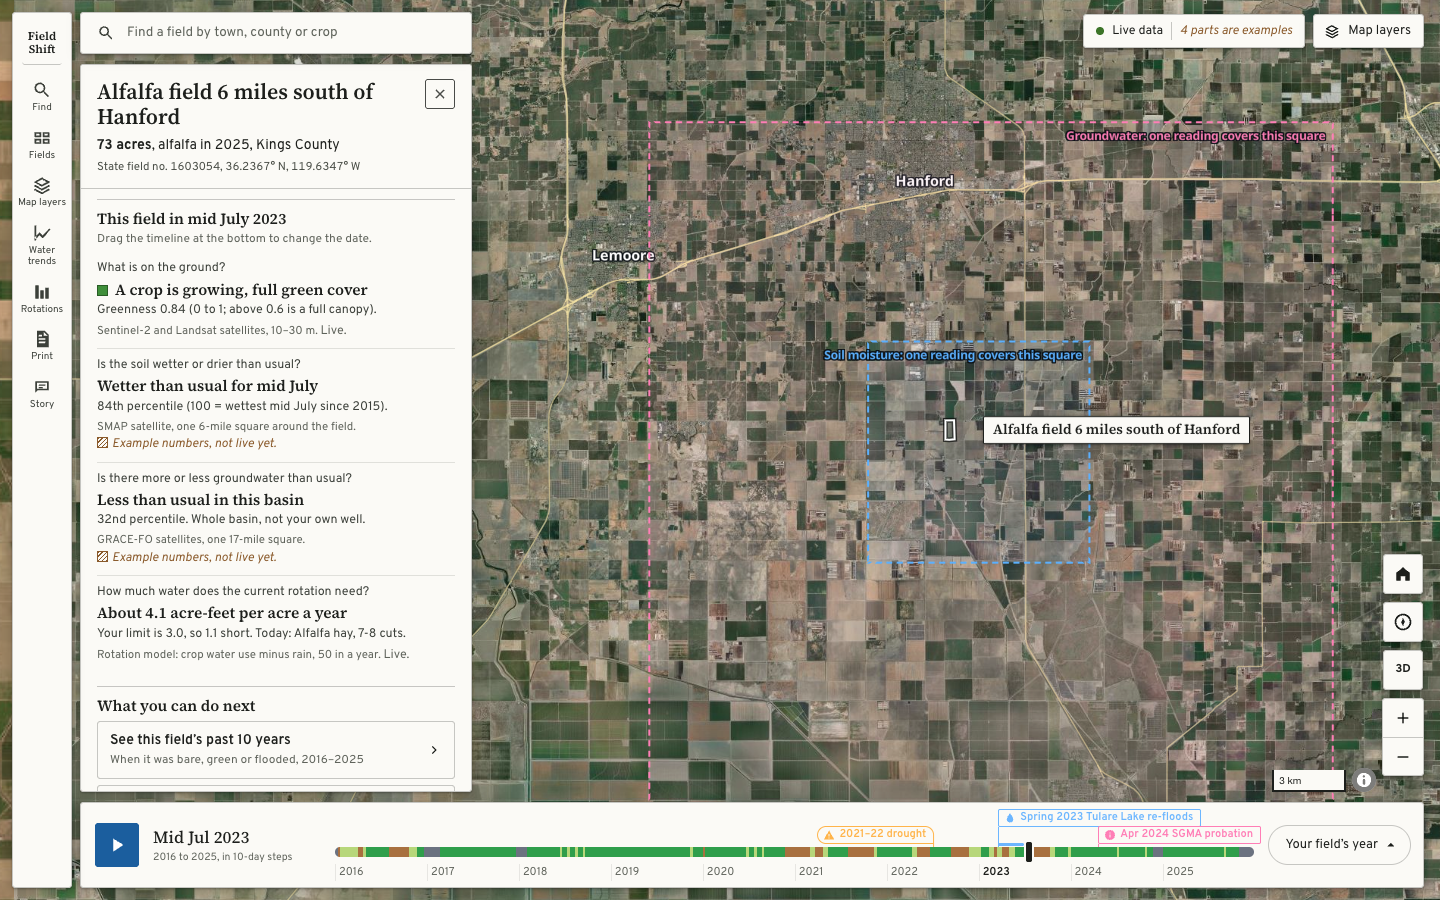 Field
Shift
Find
Fields
Map layers
Water
trends
Rotations
Print
Story
Find a field by town, county or crop
Alfalfa field 6 miles south of
Hanford
73 acres, alfalfa in 2025, Kings County
State field no. 1603054, 36.2367° N, 119.6347° W
This field in mid July 2023
Drag the timeline at the bottom to change the date.
What is on the ground?
A crop is growing, full green cover
Greenness 0.84 (0 to 1; above 0.6 is a full canopy).
Sentinel-2 and Landsat satellites, 10–30 m. Live.
Is the soil wetter or drier than usual?
Wetter than usual for mid July
84th percentile (100 = wettest mid July since 2015).
SMAP satellite, one 6-mile square around the field.
Example numbers, not live yet.
Is there more or less groundwater than usual?
Less than usual in this basin
32nd percentile. Whole basin, not your own well.
GRACE-FO satellites, one 17-mile square.
Example numbers, not live yet.
How much water does the current rotation need?
About 4.1 acre-feet per acre a year
Your limit is 3.0, so 1.1 short. Today: Alfalfa hay, 7-8 cuts.
Rotation model: crop water use minus rain, 50 in a year. Live.
What you can do next
See this field's past 10 years
When it was bare, green or flooded, 2016–2025
Live data
4 parts are examples
Map layers
Groundwater: one reading covers this square
Hanford
Lemoore
Soil moisture: one reading covers this square
Alfalfa field 6 miles south of Hanford
3D
3 km
Mid Jul 2023
2016 to 2025, in 10-day steps
2021–22 drought
Spring 2023 Tulare Lake re-floods
Apr 2024 SGMA probation
2016
2017
2018
2019
2020
2021
2022
2023
2024
2025
Your field's year